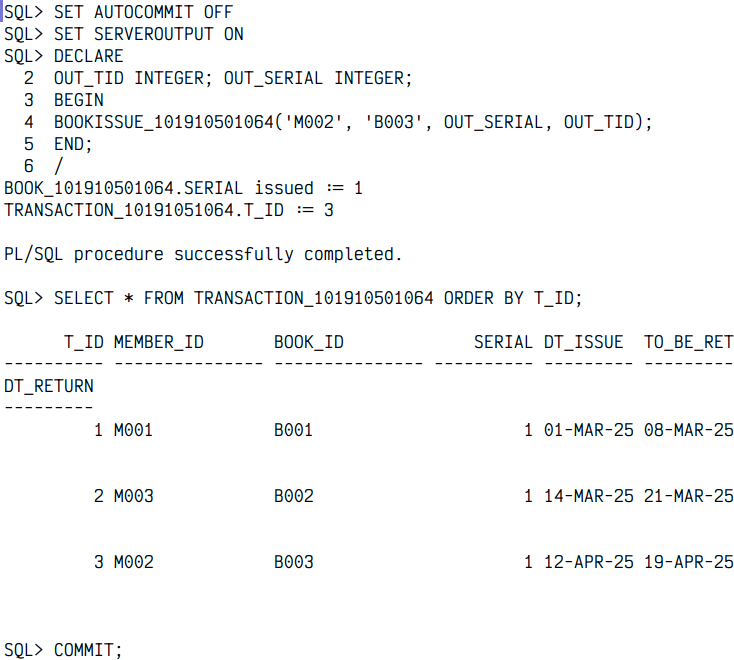 SQL> SET AUTOCOMMIT OFF
SQL> SET SERVEROUTPUT ON
SQL> DECLARE
  2  OUT_TID INTEGER; OUT_SERIAL INTEGER;
  3  BEGIN
  4  BOOKISSUE_101910501064('M002', 'B003', OUT_SERIAL, OUT_TID);
  5  END;
  6  /
BOOK_101910501064.SERIAL issued := 1
TRANSACTION_10191051064.T_ID := 3
PL/SQL procedure successfully completed.
SQL> SELECT * FROM TRANSACTION_101910501064 ORDER BY T_ID;
      T_ID MEMBER_ID       BOOK_ID             SERIAL DT_ISSUE  TO_BE_RET
---------- --------------- --------------- ---------- --------- ---------
DT_RETURN
---------
         1 M001            B001                     1 01-MAR-25 08-MAR-25
         2 M003            B002                     1 14-MAR-25 21-MAR-25
         3 M002            B003                     1 12-APR-25 19-APR-25
SQL> COMMIT;